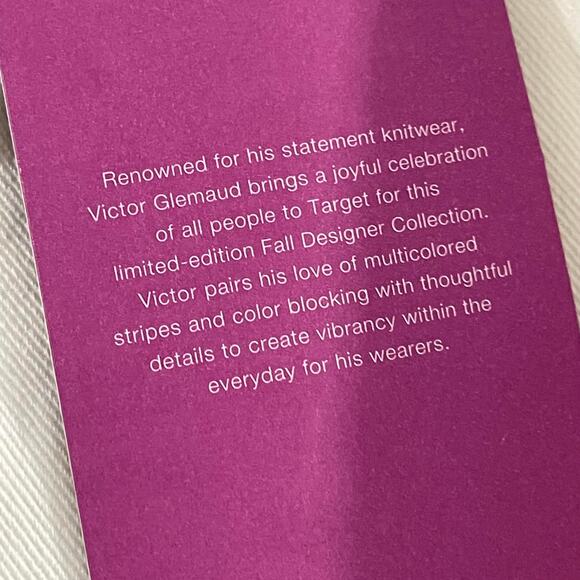 Renowned for his statement knitwear,
Victor Glemaud brings a joyful celebration
of all people to Target for this
limited-edition Fall Designer Collection.
Victor pairs his love of multicolored
stripes and color blocking with thoughtful
details to create vibrancy within the
everyday for his wearers.